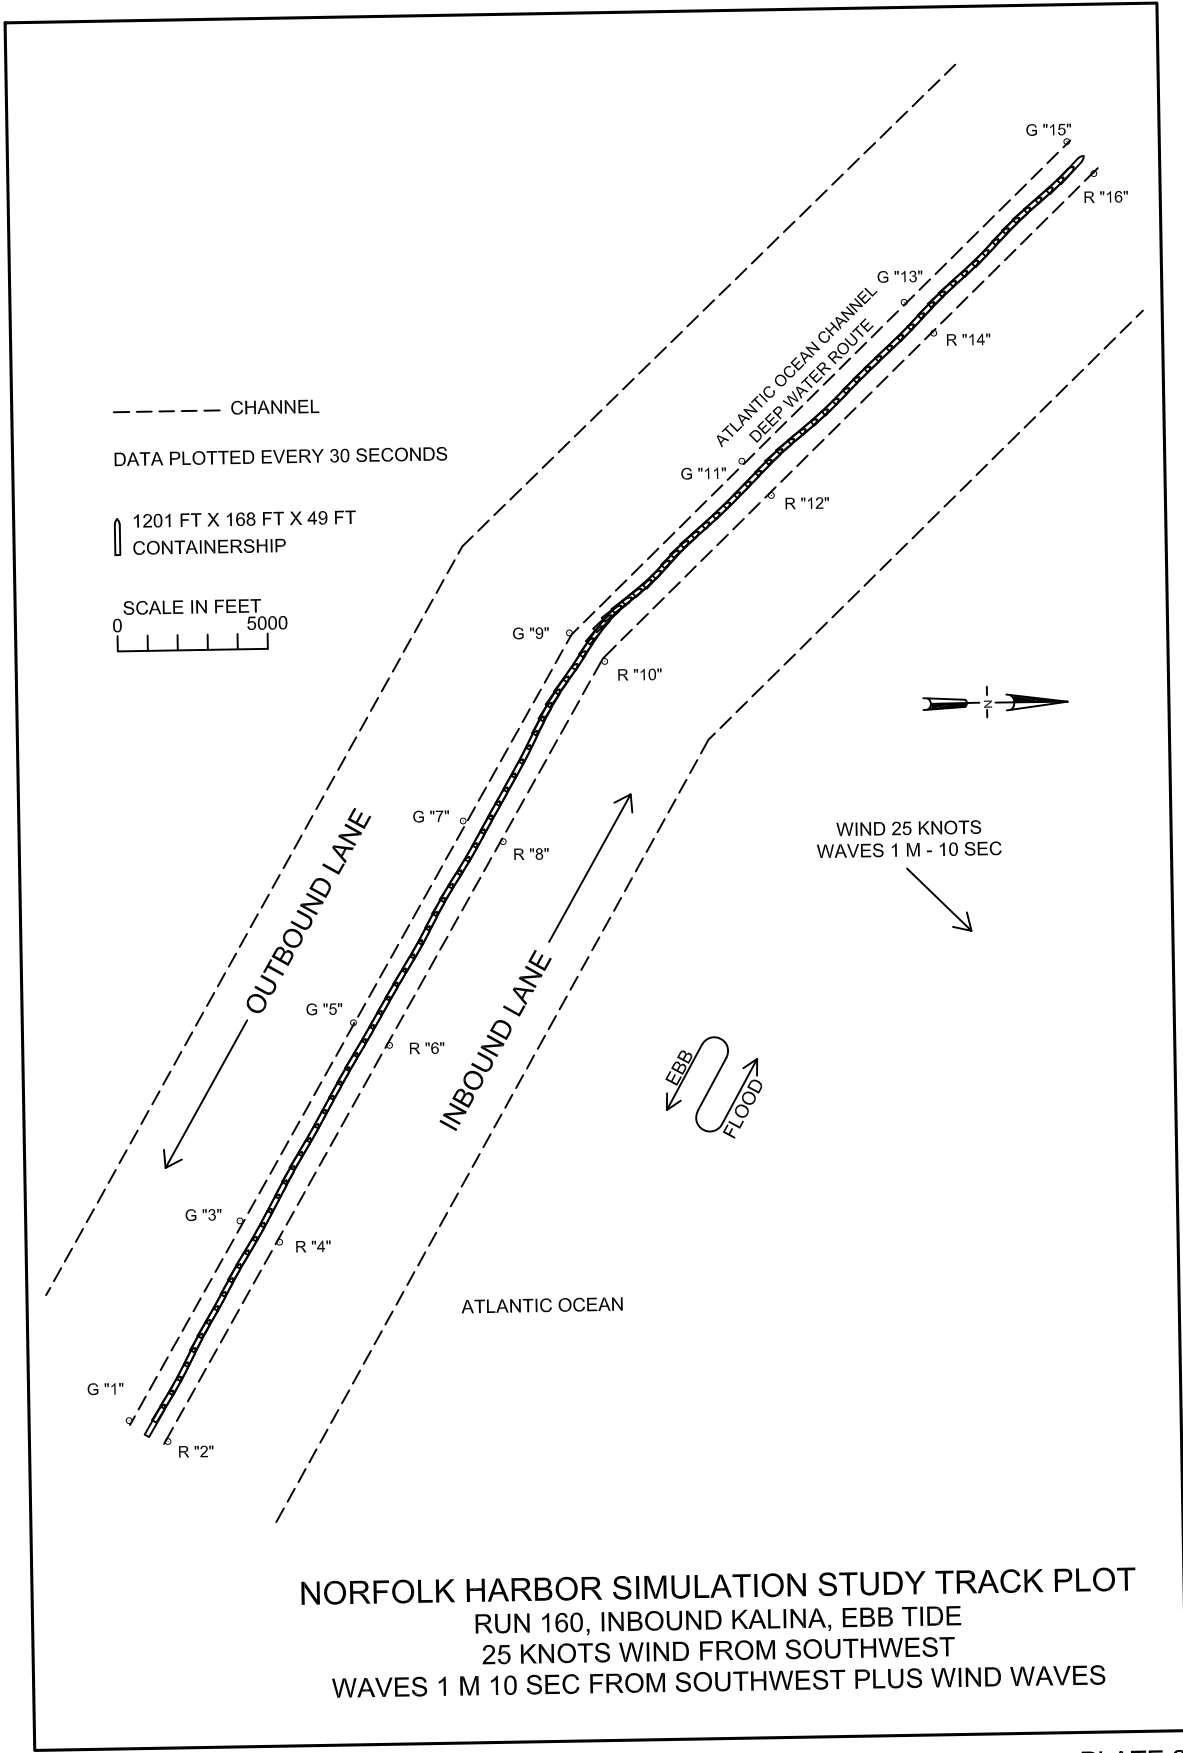 G "15"
R "16"
G "13"
ATLANTIC OCEAN CHANNEL
DEEP WATER ROUTE
R "14"
CHANNEL
DATA PLOTTED EVERY 30 SECONDS
G "11"
R "12"
1201 FT X 168 FT X 49 FT
CONTAINERSHIP
SCALE IN FEET
0 5000
G "9"
R "10"
N
G "7"
R "8"
WIND 25 KNOTS
WAVES 1 M - 10 SEC
OUTBOUND LANE
INBOUND LANE
G "5"
R "6"
EBB
FLOOD
G "3"
R "4"
ATLANTIC OCEAN
G "1"
R "2"
NORFOLK HARBOR SIMULATION STUDY TRACK PLOT
RUN 160, INBOUND KALINA, EBB TIDE
25 KNOTS WIND FROM SOUTHWEST
WAVES 1 M 10 SEC FROM SOUTHWEST PLUS WIND WAVES